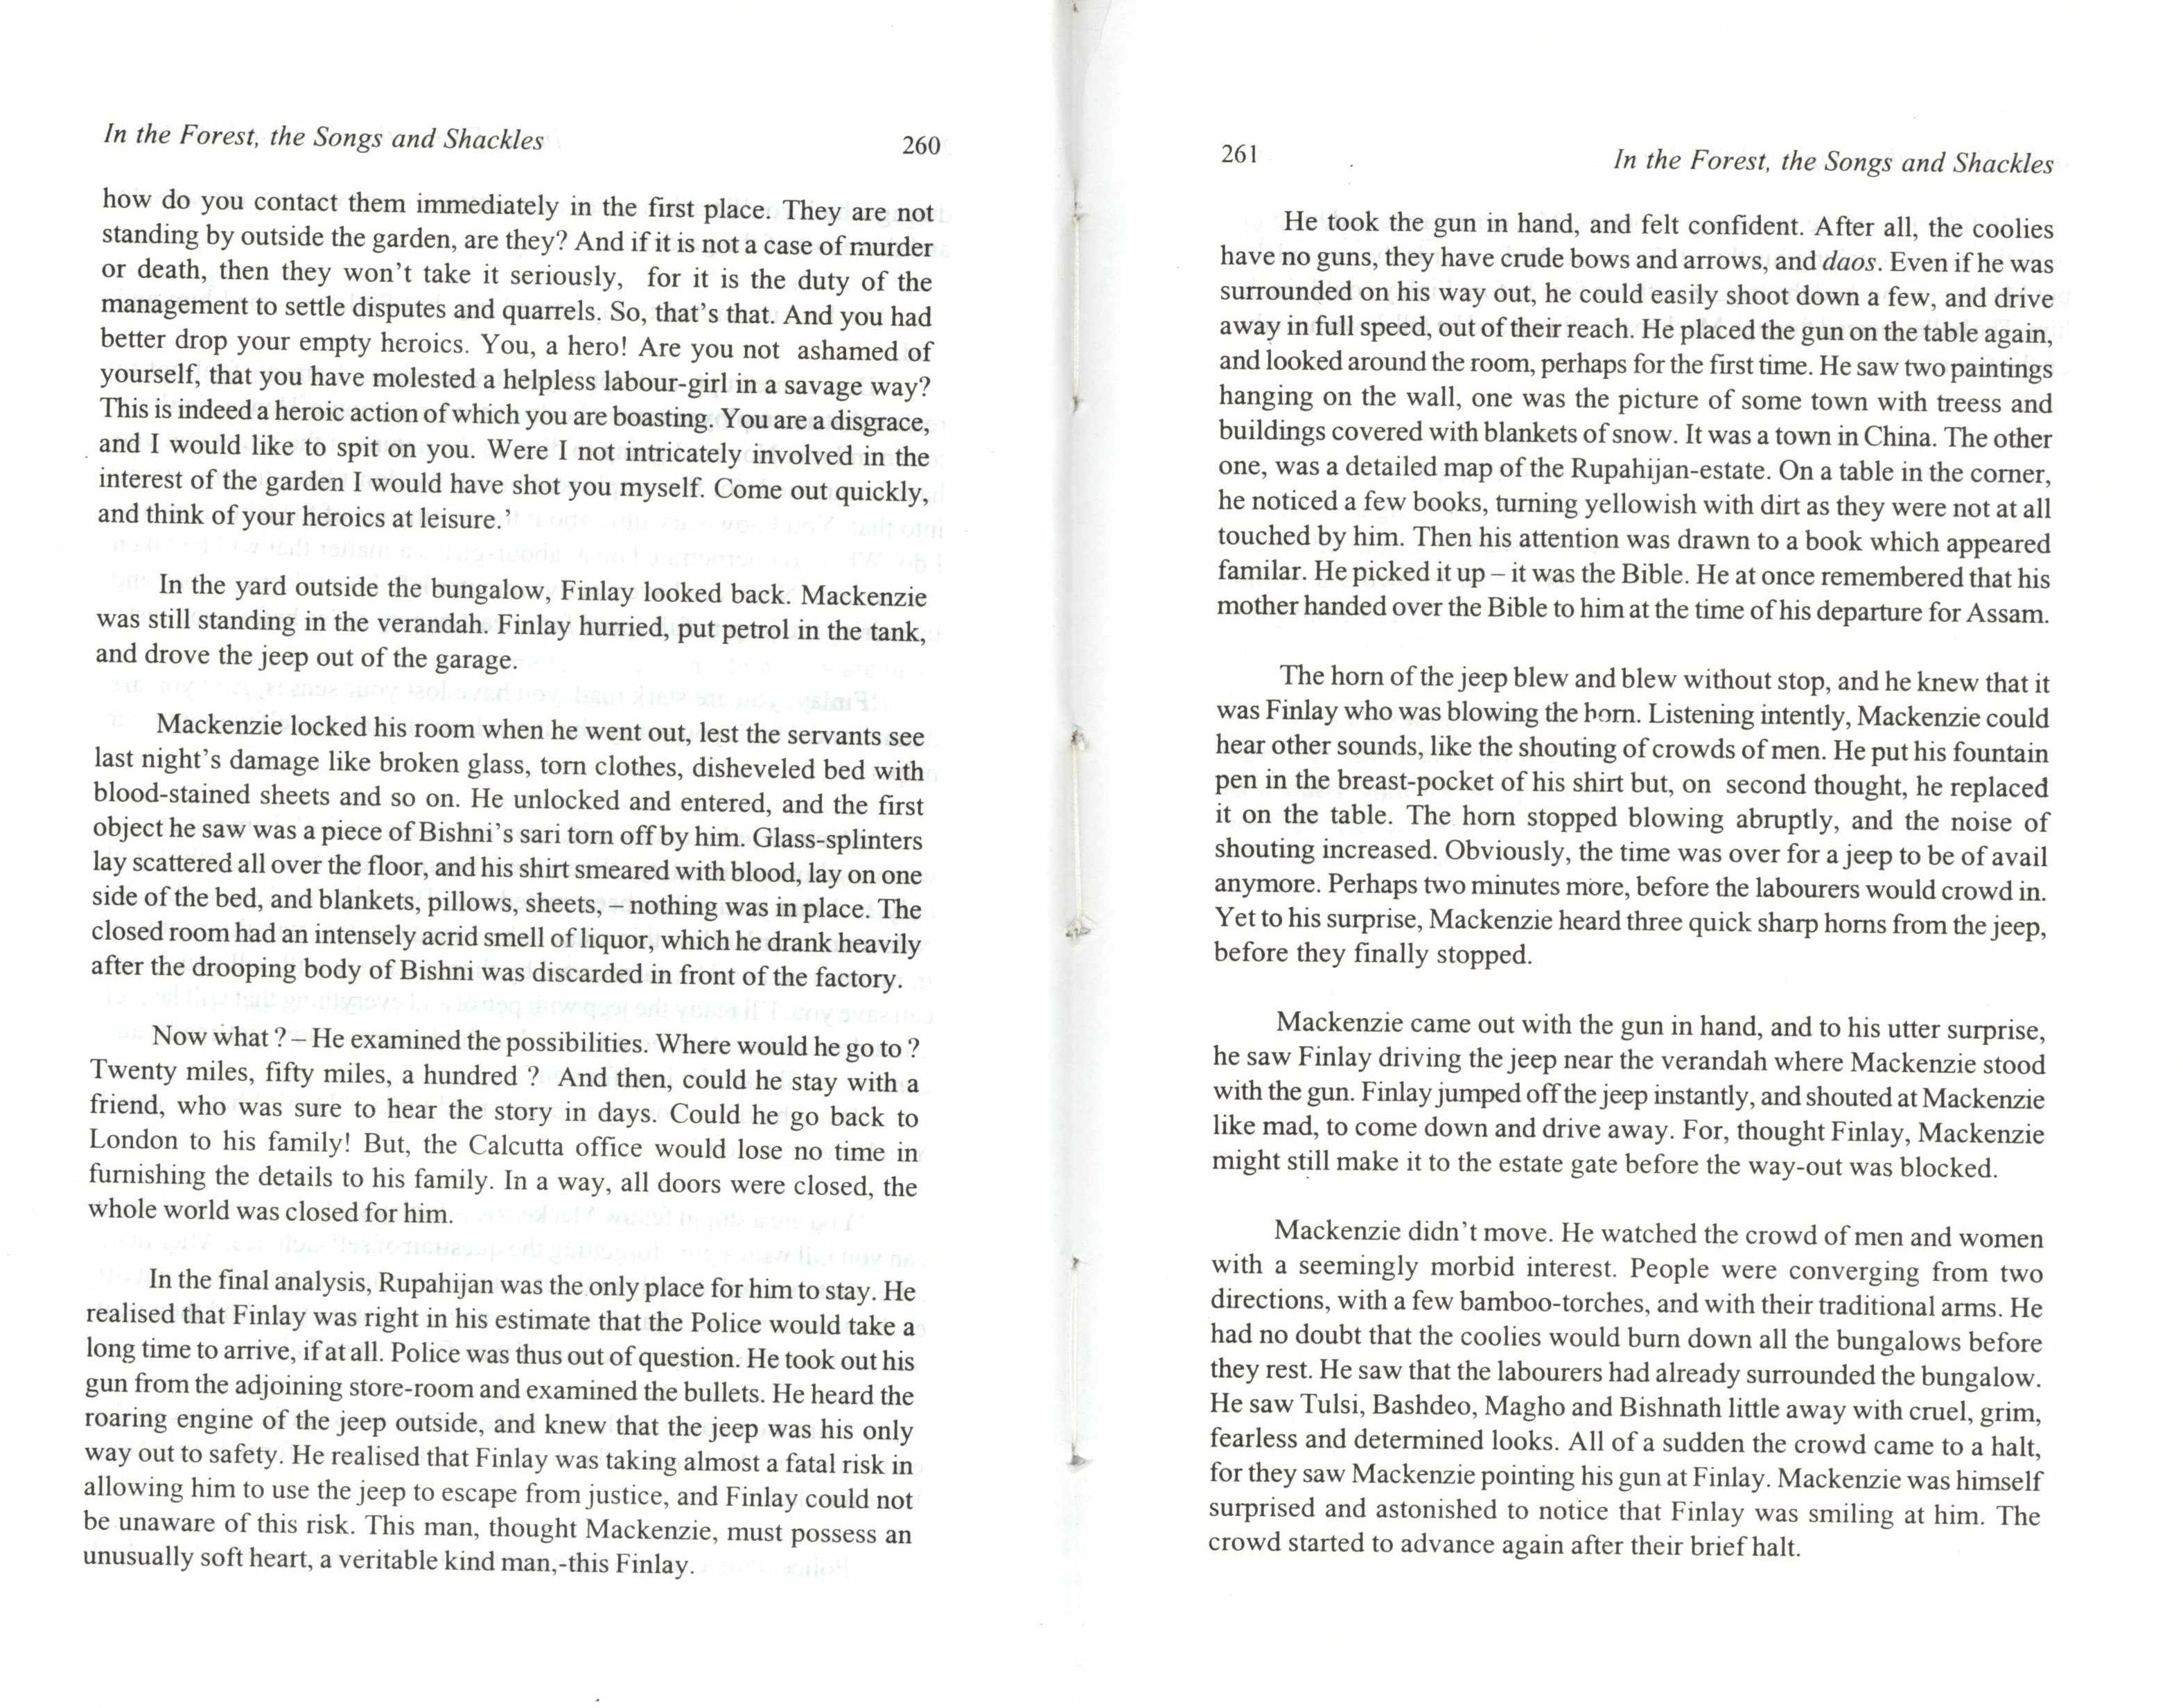 In the Forest, the Songs and Shackles 260
how do you contact them immediately in the first place. They are not
standing by outside the garden, are they? And if it is not a case of murder
or death, then they won't take it seriously, for it is the duty of the
management to settle disputes and quarrels. So, that's that. And you had
better drop your empty heroics. You, a hero! Are you not ashamed of
yourself, that you have molested a helpless labour-girl in a savage way?
This is indeed a heroic action of which you are boasting. You are a disgrace,
and I would like to spit on you. Were I not intricately involved in the
interest of the garden I would have shot you myself. Come out quickly,
and think of your heroics at leisure.'
In the yard outside the bungalow, Finlay looked back. Mackenzie
was still standing in the verandah. Finlay hurried, put petrol in the tank,
and drove the jeep out of the garage.
Mackenzie locked his room when he went out, lest the servants see
last night's damage like broken glass, torn clothes, disheveled bed with
blood-stained sheets and so on. He unlocked and entered, and the first
object he saw was a piece of Bishni's sari torn off by him. Glass-splinters
lay scattered all over the floor, and his shirt smeared with blood, lay on one
side of the bed, and blankets, pillows, sheets, – nothing was in place. The
closed room had an intensely acrid smell of liquor, which he drank heavily
after the drooping body of Bishni was discarded in front of the factory.
Now what ? – He examined the possibilities. Where would he go to ?
Twenty miles, fifty miles, a hundred ? And then, could he stay with a
friend, who was sure to hear the story in days. Could he go back to
London to his family! But, the Calcutta office would lose no time in
furnishing the details to his family. In a way, all doors were closed, the
whole world was closed for him.
In the final analysis, Rupahijan was the only place for him to stay. He
realised that Finlay was right in his estimate that the Police would take a
long time to arrive, if at all. Police was thus out of question. He took out his
gun from the adjoining store-room and examined the bullets. He heard the
roaring engine of the jeep outside, and knew that the jeep was his only
way out to safety. He realised that Finlay was taking almost a fatal risk in
allowing him to use the jeep to escape from justice, and Finlay could not
be unaware of this risk. This man, thought Mackenzie, must possess an
unusually soft heart, a veritable kind man,-this Finlay.
261 In the Forest, the Songs and Shackles
He took the gun in hand, and felt confident. After all, the coolies
have no guns, they have crude bows and arrows, and daos. Even if he was
surrounded on his way out, he could easily shoot down a few, and drive
away in full speed, out of their reach. He placed the gun on the table again,
and looked around the room, perhaps for the first time. He saw two paintings
hanging on the wall, one was the picture of some town with treess and
buildings covered with blankets of snow. It was a town in China. The other
one, was a detailed map of the Rupahijan-estate. On a table in the corner,
he noticed a few books, turning yellowish with dirt as they were not at all
touched by him. Then his attention was drawn to a book which appeared
familar. He picked it up – it was the Bible. He at once remembered that his
mother handed over the Bible to him at the time of his departure for Assam.
The horn of the jeep blew and blew without stop, and he knew that it
was Finlay who was blowing the horn. Listening intently, Mackenzie could
hear other sounds, like the shouting of crowds of men. He put his fountain
pen in the breast-pocket of his shirt but, on second thought, he replaced
it on the table. The horn stopped blowing abruptly, and the noise of
shouting increased. Obviously, the time was over for a jeep to be of avail
anymore. Perhaps two minutes more, before the labourers would crowd in.
Yet to his surprise, Mackenzie heard three quick sharp horns from the jeep,
before they finally stopped.
Mackenzie came out with the gun in hand, and to his utter surprise,
he saw Finlay driving the jeep near the verandah where Mackenzie stood
with the gun. Finlay jumped off the jeep instantly, and shouted at Mackenzie
like mad, to come down and drive away. For, thought Finlay, Mackenzie
might still make it to the estate gate before the way-out was blocked.
Mackenzie didn't move. He watched the crowd of men and women
with a seemingly morbid interest. People were converging from two
directions, with a few bamboo-torches, and with their traditional arms. He
had no doubt that the coolies would burn down all the bungalows before
they rest. He saw that the labourers had already surrounded the bungalow.
He saw Tulsi, Bashdeo, Magho and Bishnath little away with cruel, grim,
fearless and determined looks. All of a sudden the crowd came to a halt,
for they saw Mackenzie pointing his gun at Finlay. Mackenzie was himself
surprised and astonished to notice that Finlay was smiling at him. The
crowd started to advance again after their brief halt.